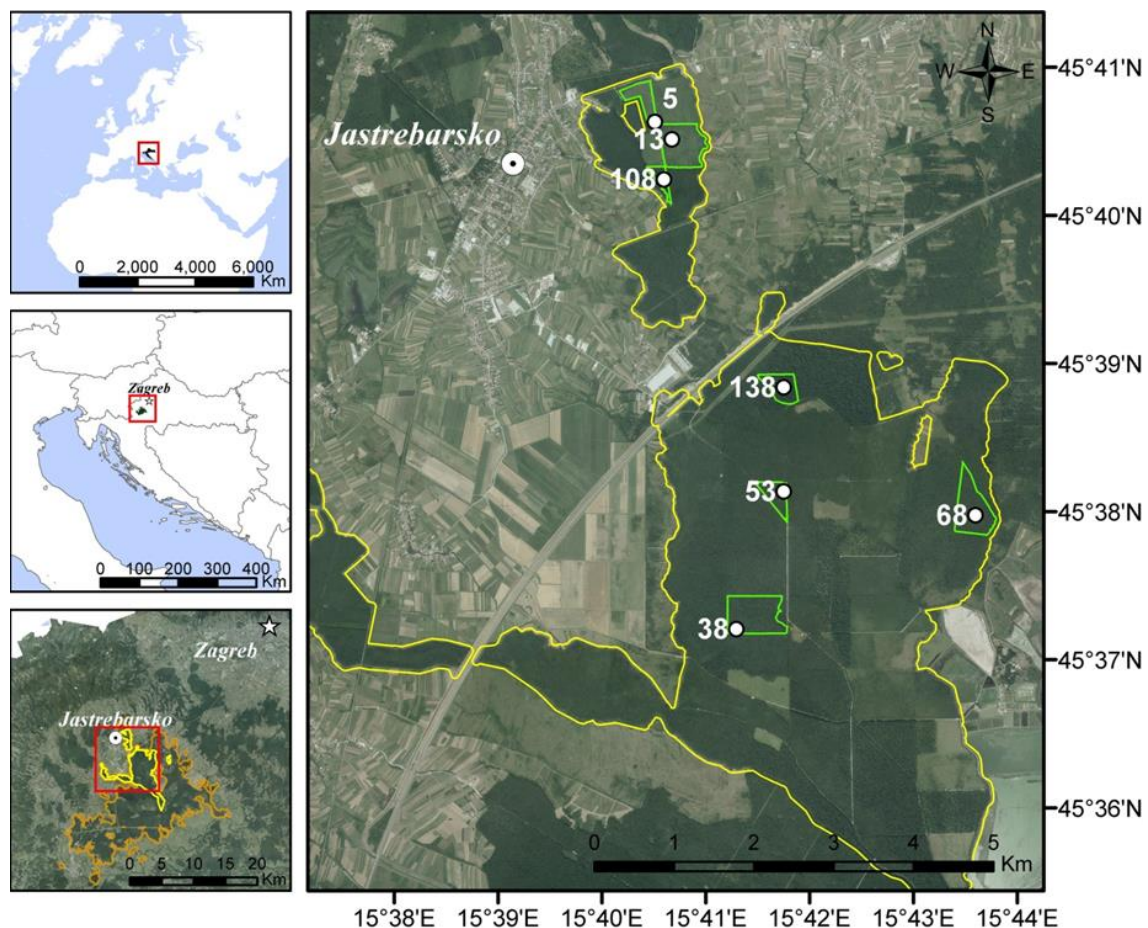 0 2,000 4,000 6,000
Km
Zagreb
0 100 200 300 400
Km
Zagreb
Jastrebarsko
0 5 10 15 20
Km
N
W E
S
5
Jastrebarsko
13
108
138
53
68
38
0 1 2 3 4 5
Km
45°41'N
45°40'N
45°39'N
45°38'N
45°37'N
45°36'N
15°38'E 15°39'E 15°40'E 15°41'E 15°42'E 15°43'E 15°44'E